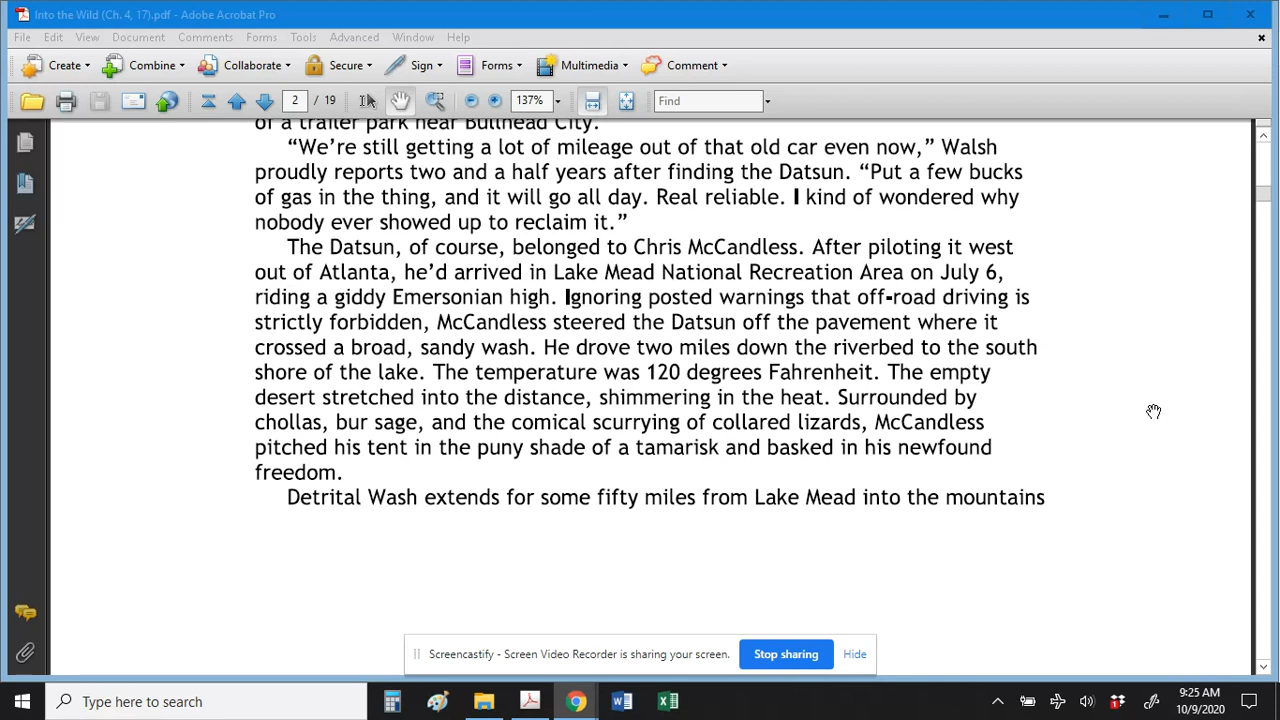 Into the Wild (Ch. 4, 17).pdf - Adobe Acrobat Pro
File Edit View Document Comments Forms Tools Advanced Window Help
Create Combine Collaborate Secure Sign Forms Multimedia Comment
2 / 19 137% Find
of a trailer park near Bullhead City.
“We’re still getting a lot of mileage out of that old car even now,” Walsh
proudly reports two and a half years after finding the Datsun. “Put a few bucks
of gas in the thing, and it will go all day. Real reliable. I kind of wondered why
nobody ever showed up to reclaim it.”
The Datsun, of course, belonged to Chris McCandless. After piloting it west
out of Atlanta, he’d arrived in Lake Mead National Recreation Area on July 6,
riding a giddy Emersonian high. Ignoring posted warnings that off-road driving is
strictly forbidden, McCandless steered the Datsun off the pavement where it
crossed a broad, sandy wash. He drove two miles down the riverbed to the south
shore of the lake. The temperature was 120 degrees Fahrenheit. The empty
desert stretched into the distance, shimmering in the heat. Surrounded by
chollas, bur sage, and the comical scurrying of collared lizards, McCandless
pitched his tent in the puny shade of a tamarisk and basked in his newfound
freedom.
Detrital Wash extends for some fifty miles from Lake Mead into the mountains
Screencastify - Screen Video Recorder is sharing your screen. Stop sharing Hide
Type here to search
9:25 AM
10/9/2020